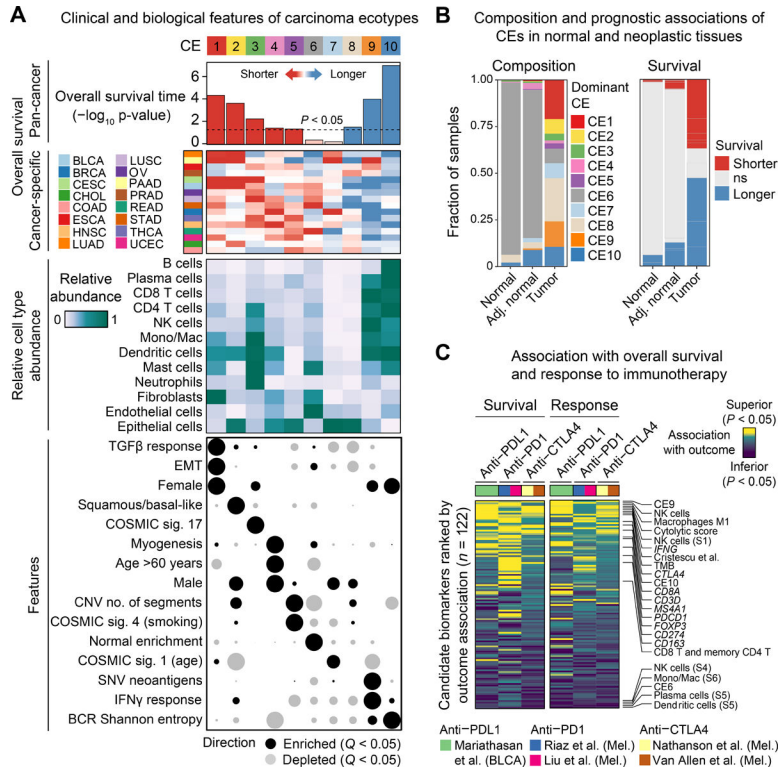 A
Clinical and biological features of carcinoma ecotypes
CE
1 2 3 4 5 6 7 8 9 10
Overall survival
Pan-cancer
Overall survival time
(−log10 p-value)
6
4
2
0
Shorter
Longer
P < 0.05
Overall survival
Cancer-specific
BLCA
BRCA
CESC
CHOL
COAD
ESCA
HNSC
LUAD
LUSC
OV
PAAD
PRAD
READ
STAD
THCA
UCEC
Relative cell type
abundance
Relative
abundance
0
1
B cells
Plasma cells
CD8 T cells
CD4 T cells
NK cells
Mono/Mac
Dendritic cells
Mast cells
Neutrophils
Fibroblasts
Endothelial cells
Epithelial cells
Features
TGFβ response
EMT
Female
Squamous/basal-like
COSMIC sig. 17
Myogenesis
Age >60 years
Male
CNV no. of segments
COSMIC sig. 4 (smoking)
Normal enrichment
COSMIC sig. 1 (age)
SNV neoantigens
IFNγ response
BCR Shannon entropy
Direction
Enriched (Q < 0.05)
Depleted (Q < 0.05)
B
Composition and prognostic associations of
CEs in normal and neoplastic tissues
Composition
Survival
Fraction of samples
1.00
0.75
0.50
0.25
0
Normal
Adj. normal
Tumor
Dominant
CE
CE1
CE2
CE3
CE4
CE5
CE6
CE7
CE8
CE9
CE10
Normal
Adj. normal
Tumor
Survival
Shorter
ns
Longer
C
Association with overall survival
and response to immunotherapy
Survival
Response
Anti−PDL1
Anti−PD1
Anti−CTLA4
Anti−PDL1
Anti−PD1
Anti−CTLA4
Superior
(P < 0.05)
Association
with outcome
Inferior
(P < 0.05)
Candidate biomarkers ranked by
outcome association (n = 122)
CE9
NK cells
Macrophages M1
Cytolytic score
NK cells (S1)
IFNG
Cristescu et al.
TMB
CTLA4
CE10
CD8A
CD3D
MS4A1
PDCD1
FOXP3
CD274
CD163
CD8 T and memory CD4 T
NK cells (S4)
Mono/Mac (S6)
CE6
Plasma cells (S5)
Dendritic cells (S5)
Anti−PDL1
Mariathasan
et al. (BLCA)
Anti−PD1
Riaz et al. (Mel.)
Liu et al. (Mel.)
Anti−CTLA4
Nathanson et al. (Mel.)
Van Allen et al. (Mel.)